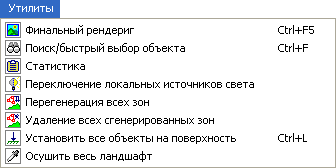 Утилиты
Финальный рендериг Ctrl+F5
Поиск/быстрый выбор объекта Ctrl+F
Статистика
Переключение локальных источников света
Перегенерация всех зон
Удаление всех сгенерированных зон
Установить все объекты на поверхность Ctrl+L
Осушить весь ландшафт